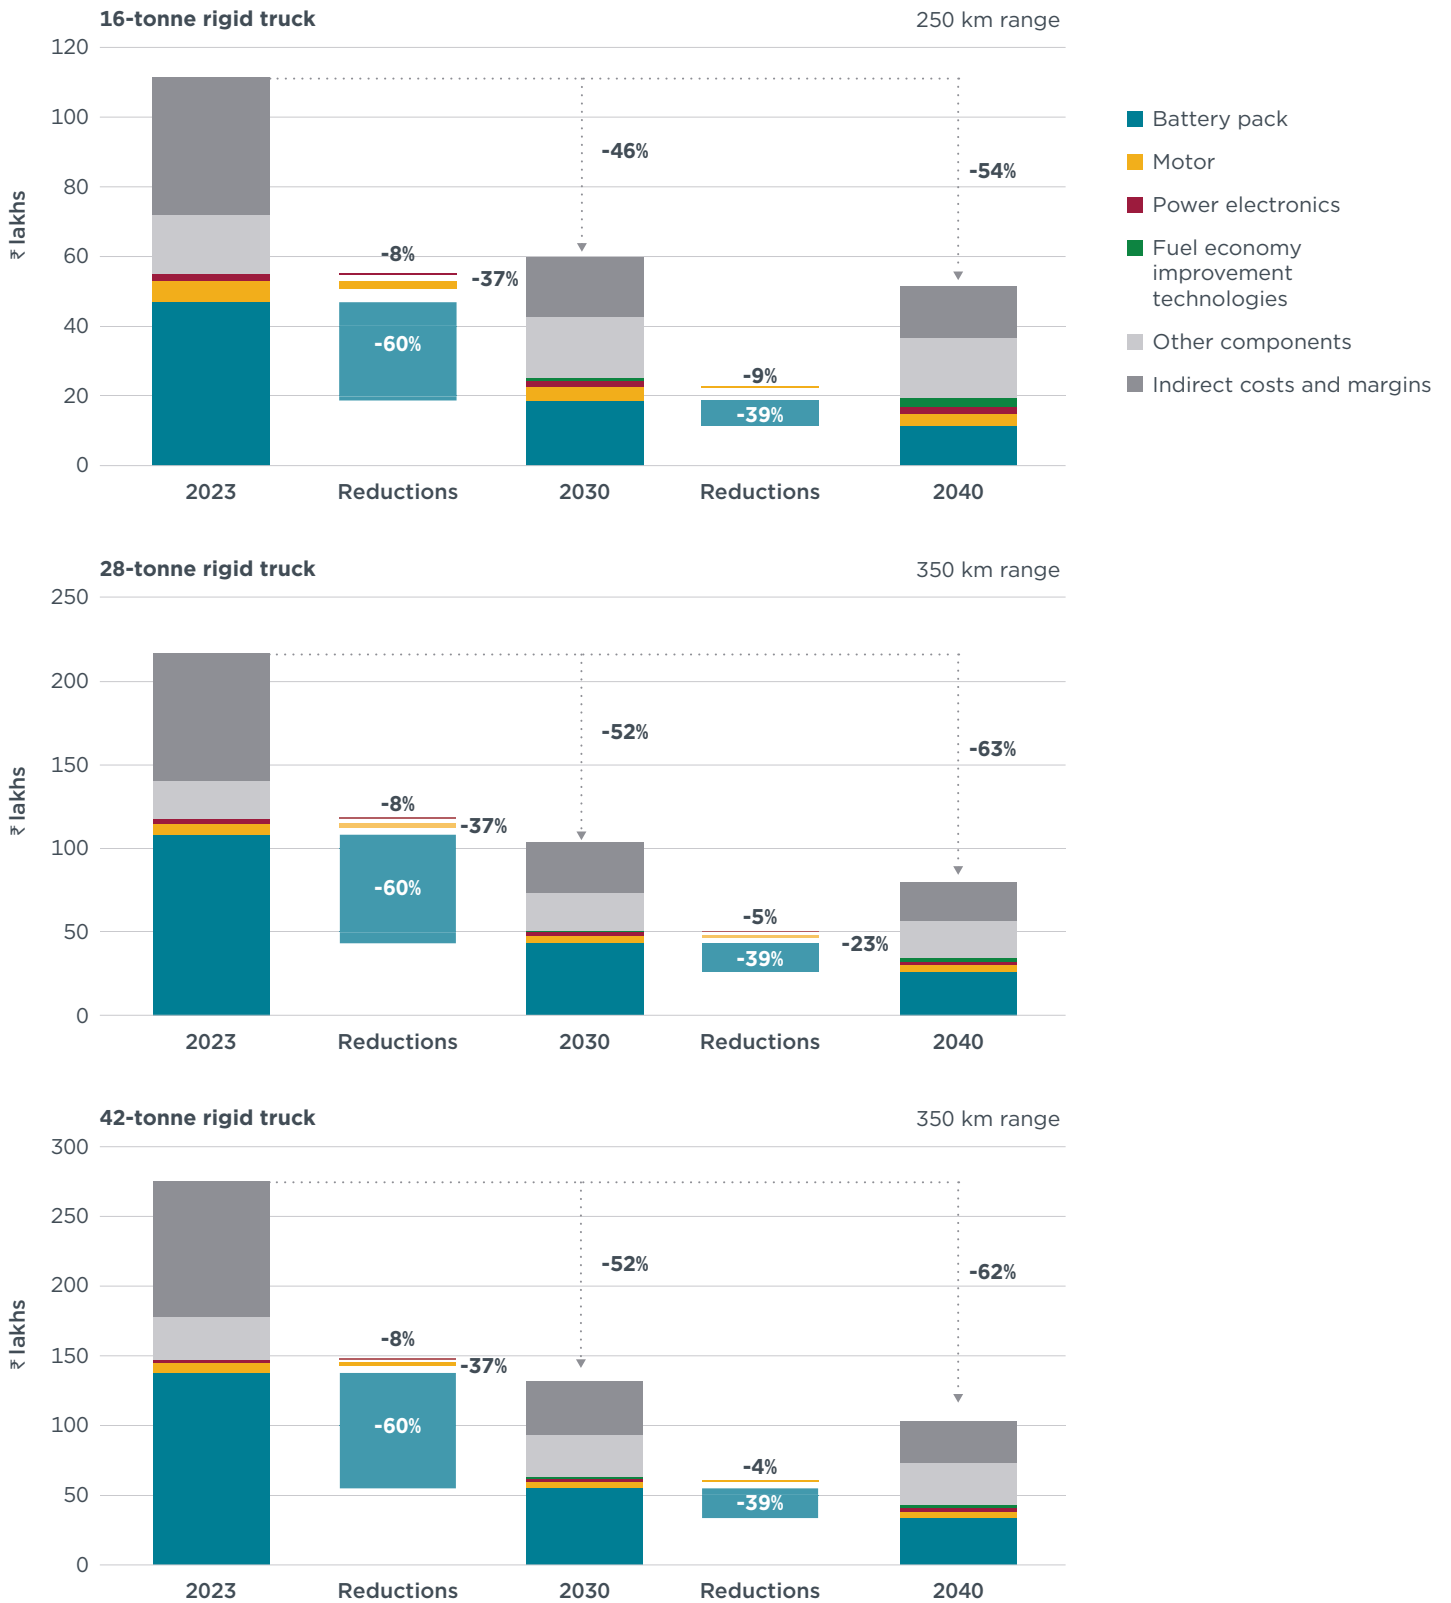 16-tonne rigid truck
250 km range
120
100
80
60
40
20
0
₹ lakhs
-46%
-54%
-8%
-37%
-60%
-9%
-39%
2023
Reductions
2030
Reductions
2040
Battery pack
Motor
Power electronics
Fuel economy
improvement
technologies
Other components
Indirect costs and margins
28-tonne rigid truck
350 km range
250
200
150
100
50
0
₹ lakhs
-52%
-63%
-8%
-37%
-60%
-5%
-23%
-39%
2023
Reductions
2030
Reductions
2040
42-tonne rigid truck
350 km range
300
250
200
150
100
50
0
₹ lakhs
-52%
-62%
-8%
-37%
-60%
-4%
-39%
2023
Reductions
2030
Reductions
2040